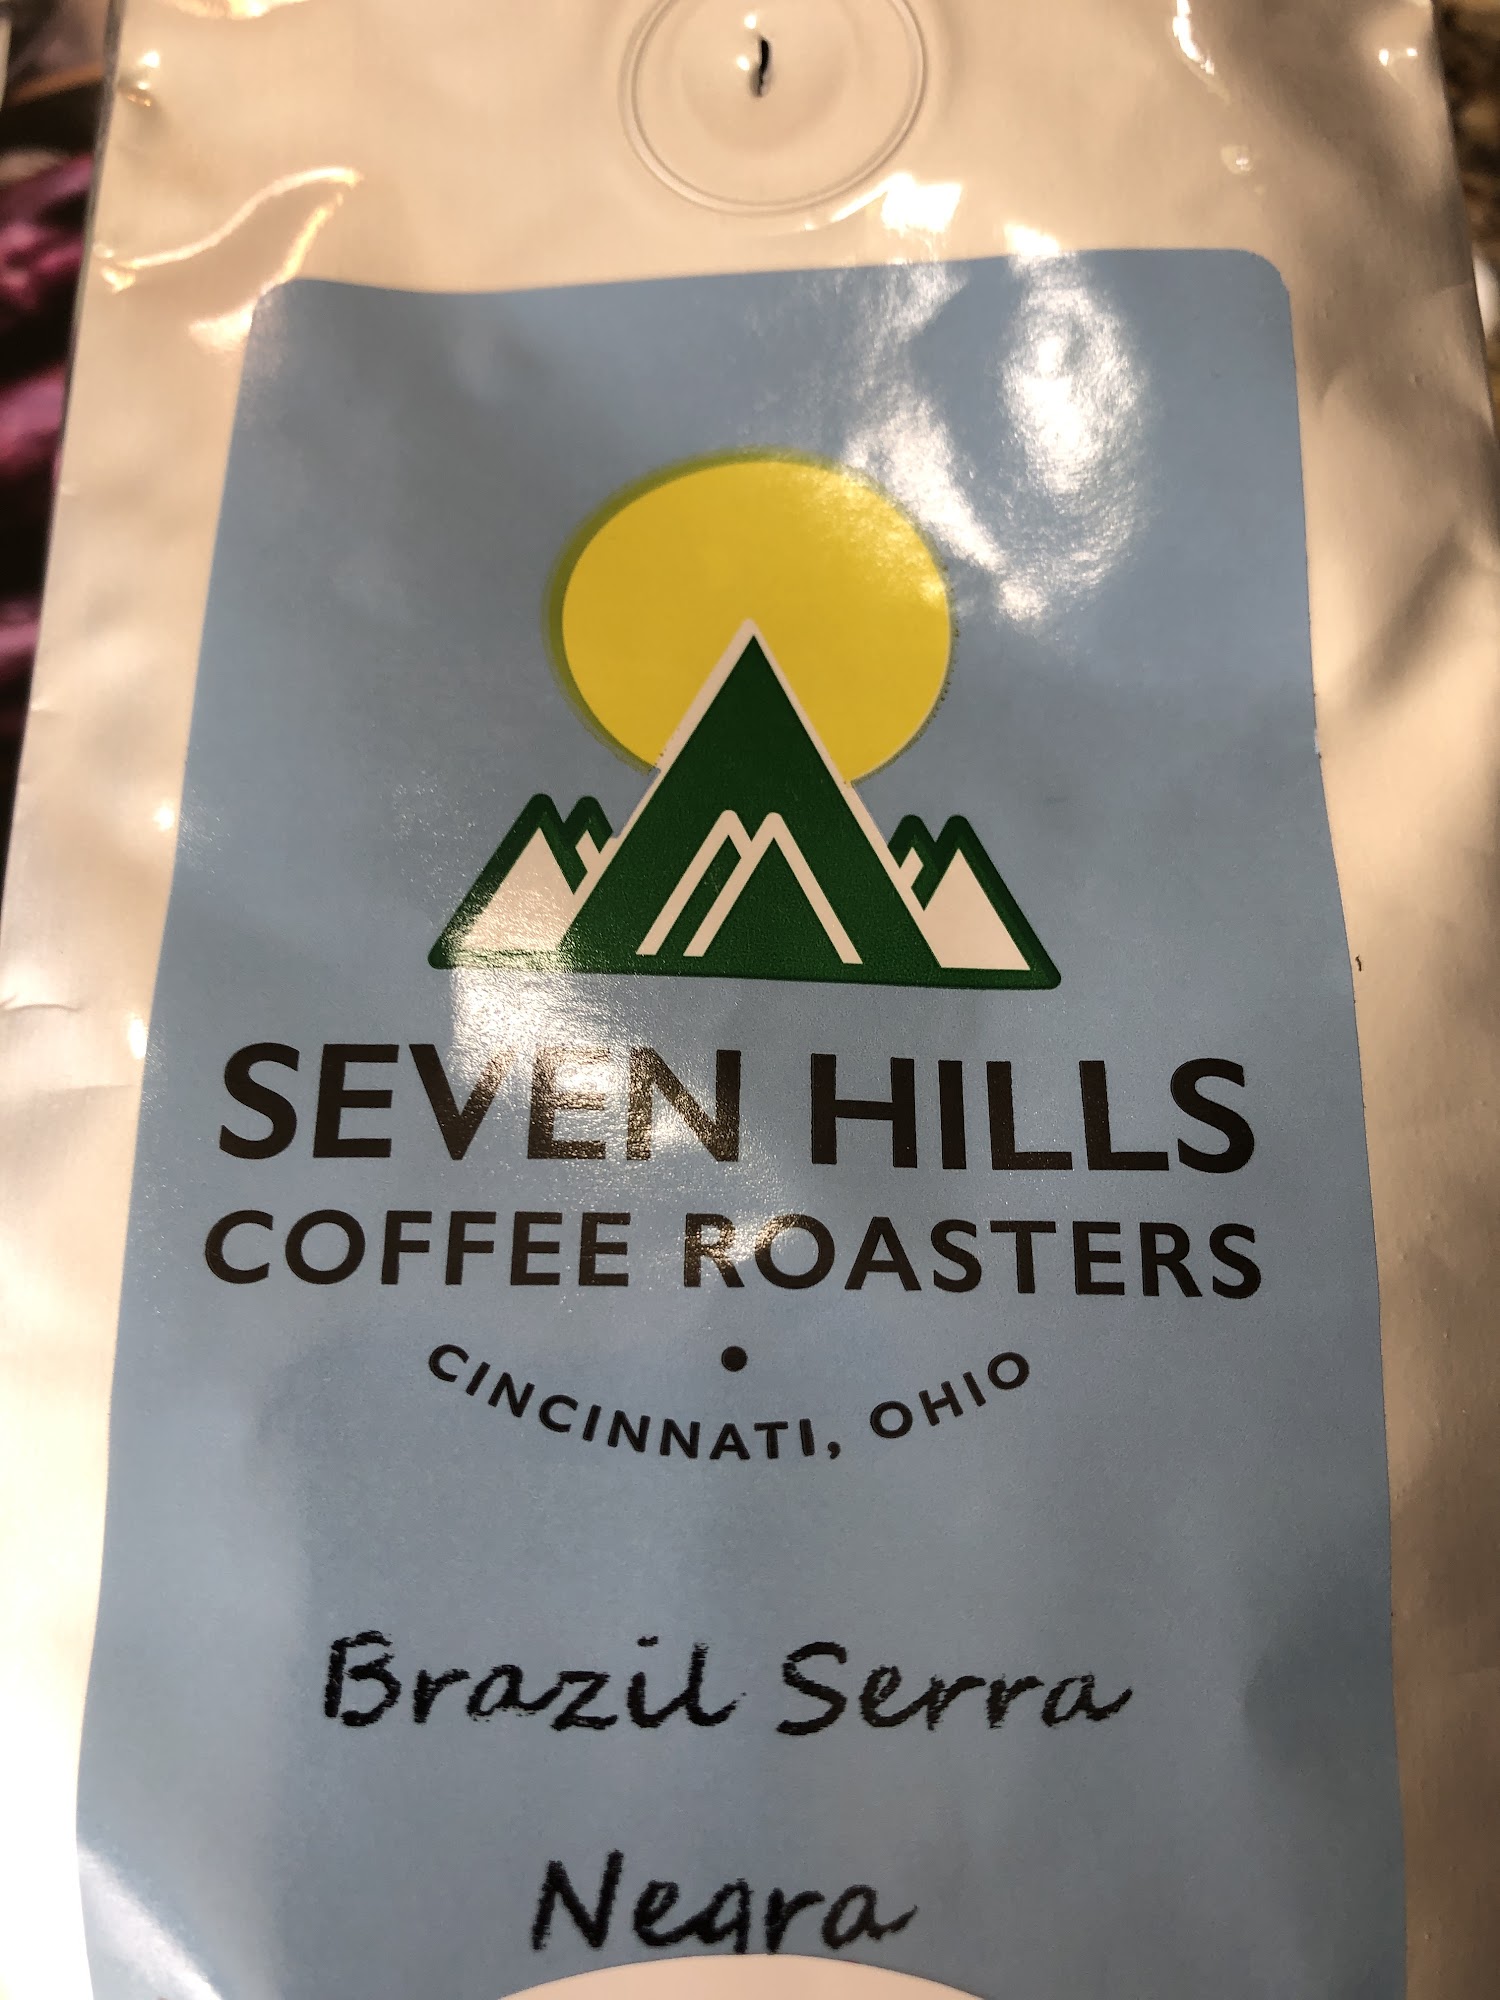 SEVEN HILLS
COFFEE ROASTERS
CINCINNATI, OHIO
Brazil Serra
Negra